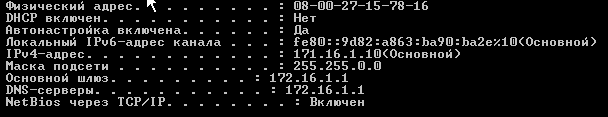 Физический адрес. . . . . . . . . : 08-00-27-15-78-16
DHCP включен. . . . . . . . . . . : Нет
Автонастройка включена. . . . . . : Да
Локальный IPv6-адрес канала . . . : fe80::9d82:a863:ba90:ba2e%10(Основной)
IPv4-адрес. . . . . . . . . . . . : 171.16.1.10(Основной)
Маска подсети . . . . . . . . . . : 255.255.0.0
Основной шлюз. . . . . . . . . : 172.16.1.1
DNS-серверы. . . . . . . . . . . : 172.16.1.1
NetBios через TCP/IP. . . . . . . . : Включен